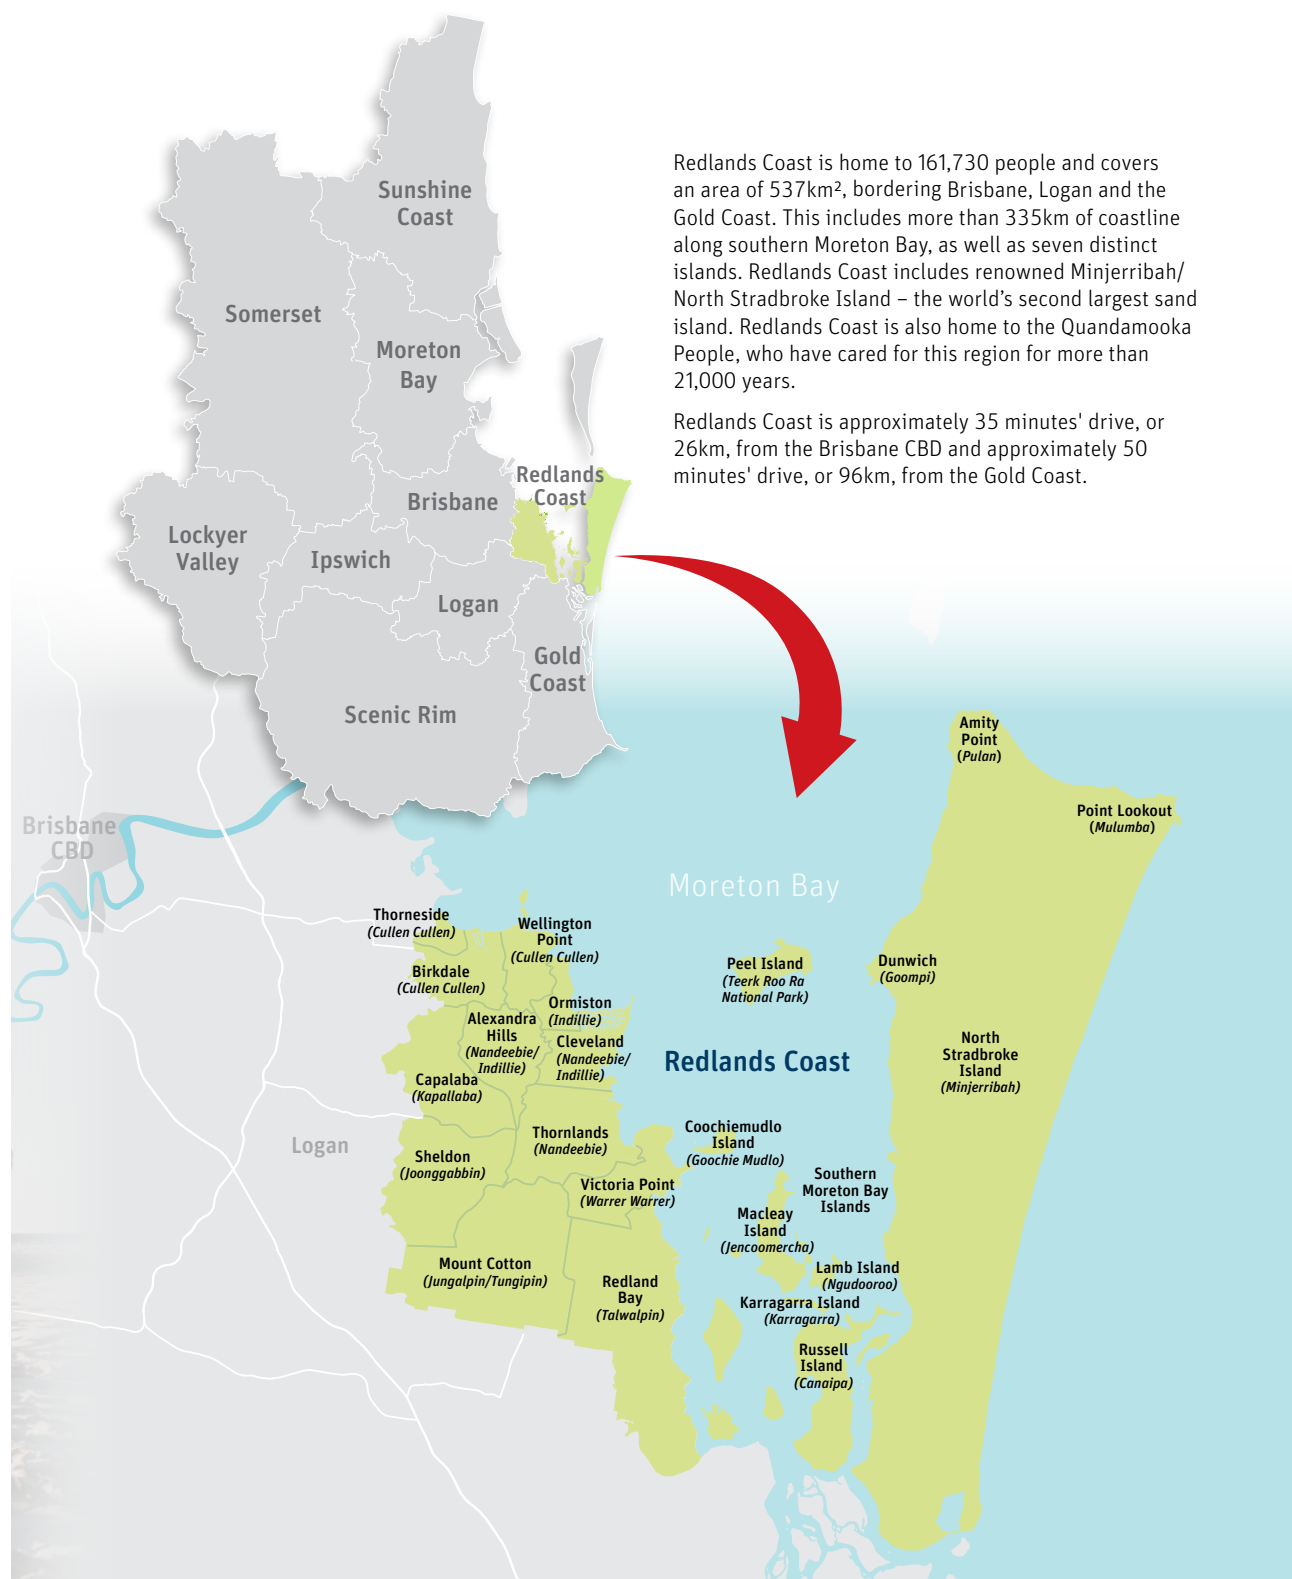 Sunshine
Coast
Somerset
Moreton
Bay
Redlands
Coast
Brisbane
Lockyer
Valley
Ipswich
Logan
Gold
Coast
Scenic Rim
Redlands Coast is home to 161,730 people and covers
an area of 537km², bordering Brisbane, Logan and the
Gold Coast. This includes more than 335km of coastline
along southern Moreton Bay, as well as seven distinct
islands. Redlands Coast includes renowned Minjerribah/
North Stradbroke Island – the world’s second largest sand
island. Redlands Coast is also home to the Quandamooka
People, who have cared for this region for more than
21,000 years.
Redlands Coast is approximately 35 minutes' drive, or
26km, from the Brisbane CBD and approximately 50
minutes' drive, or 96km, from the Gold Coast.
Amity
Point
(Pulan)
Point Lookout
(Mulumba)
Brisbane
CBD
Moreton Bay
Thorneside
(Cullen Cullen)
Wellington
Point
(Cullen Cullen)
Birkdale
(Cullen Cullen)
Peel Island
(Teerk Roo Ra
National Park)
Dunwich
(Goompi)
Ormiston
(Indillie)
Alexandra
Hills
(Nandeebie/
Indillie)
Cleveland
(Nandeebie/
Indillie)
Redlands Coast
North
Stradbroke
Island
(Minjerribah)
Capalaba
(Kapallaba)
Logan
Thornlands
(Nandeebie)
Coochiemudlo
Island
(Goochie Mudlo)
Sheldon
(Joonggabbin)
Victoria Point
(Warrer Warrer)
Southern
Moreton Bay
Islands
Macleay
Island
(Jencoomercha)
Mount Cotton
(Jungalpin/Tungipin)
Redland
Bay
(Talwalpin)
Lamb Island
(Ngudooroo)
Karragarra Island
(Karragarra)
Russell
Island
(Canaipa)